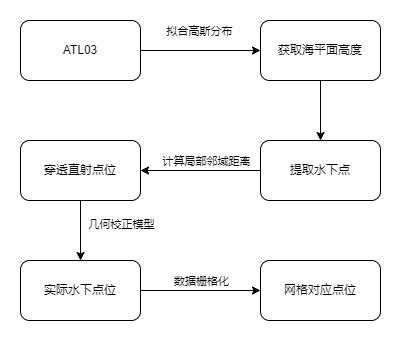 ATL03
拟合高斯分布
获取海平面高度
穿透直射点位
计算局部邻域距离
提取水下点
几何校正模型
实际水下点位
数据栅格化
网格对应点位